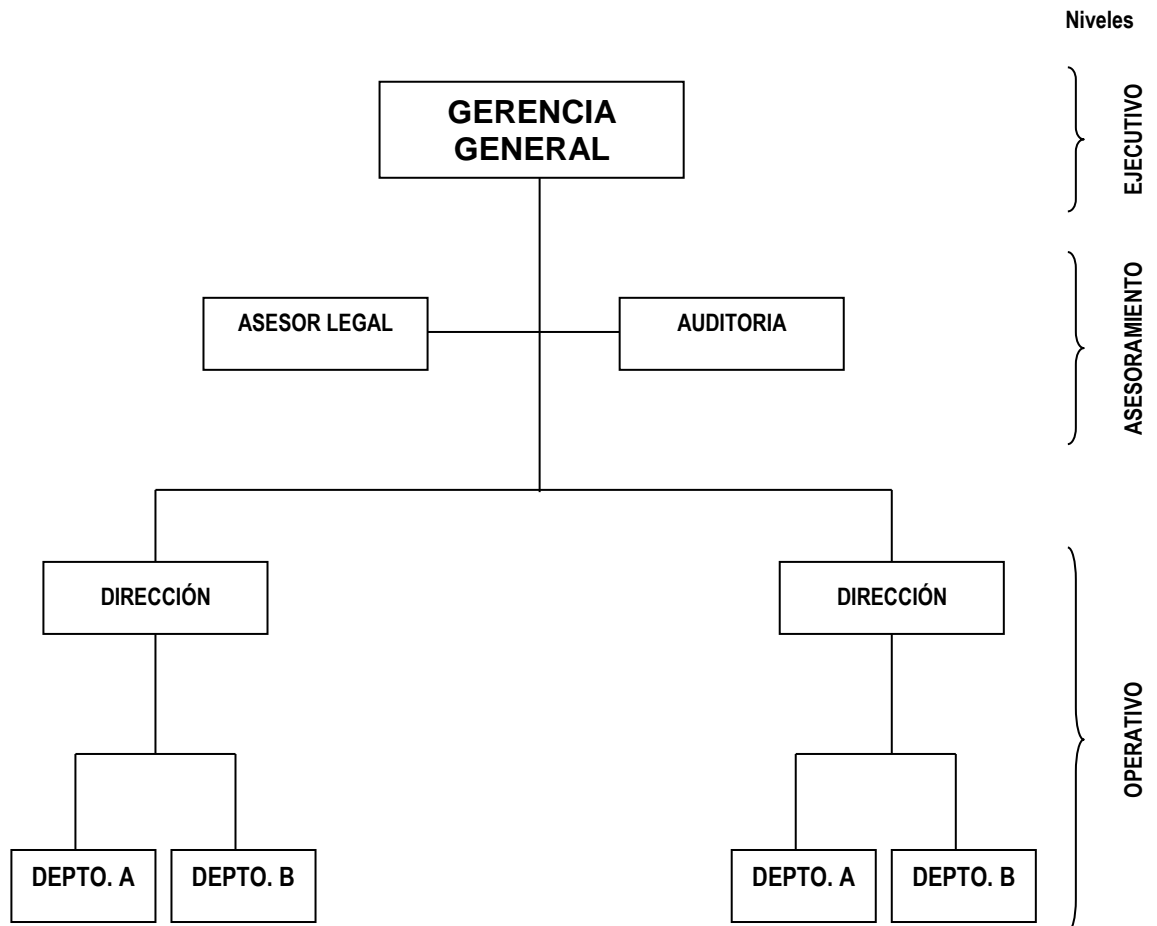 Niveles
GERENCIA
GENERAL
EJECUTIVO
ASESOR LEGAL
AUDITORIA
ASESORAMIENTO
DIRECCIÓN
DIRECCIÓN
OPERATIVO
DEPTO. A
DEPTO. B
DEPTO. A
DEPTO. B